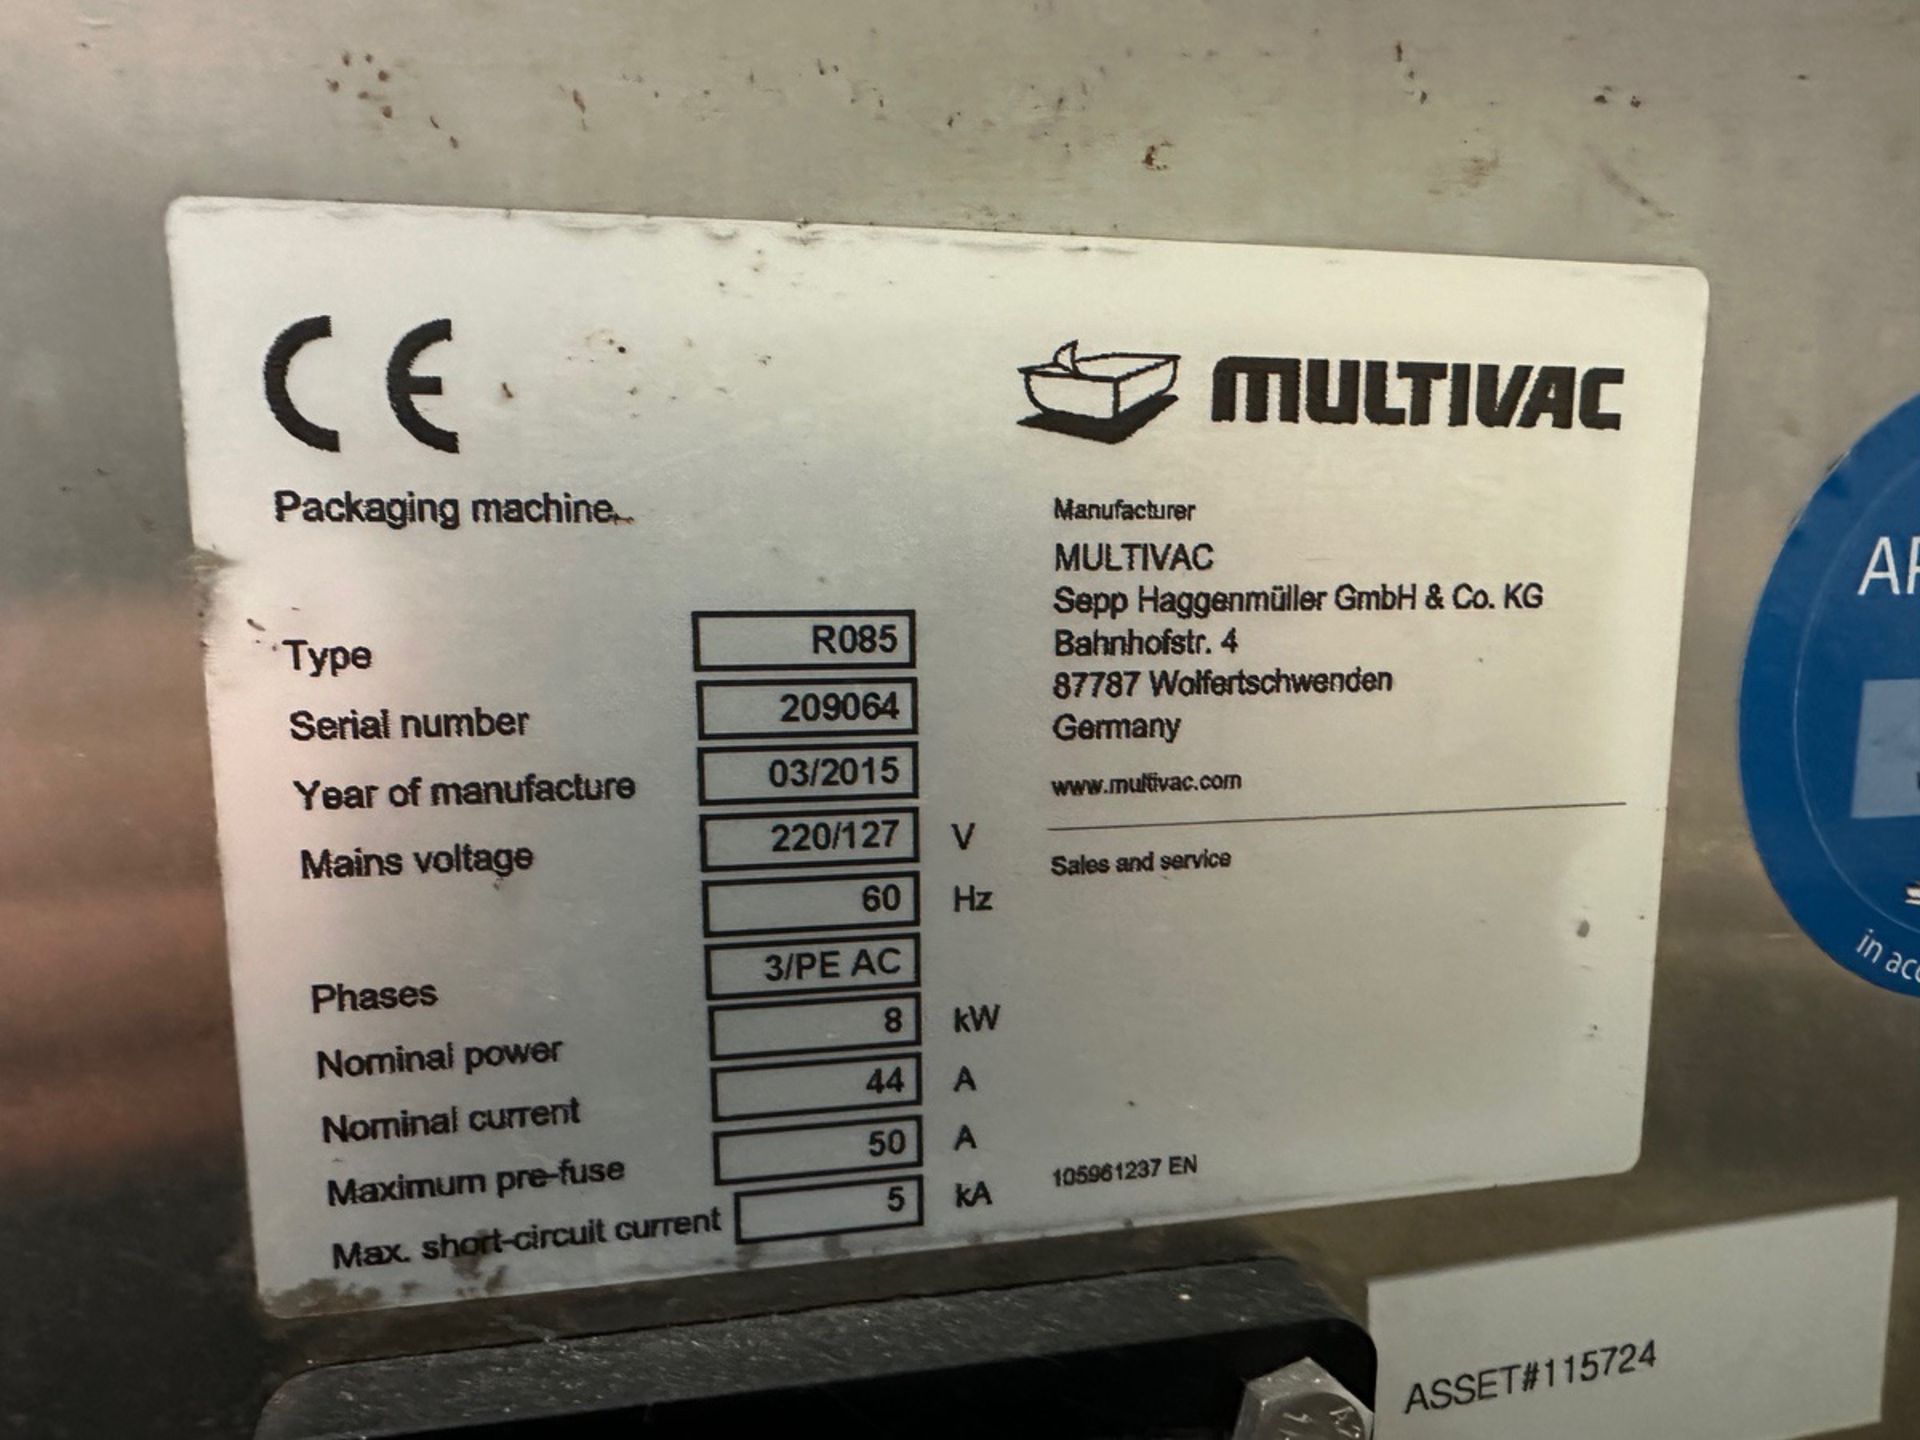 CE
MULTIVAC
Packaging machine
Type R085
Serial number 209064
Year of manufacture 03/2015
Mains voltage 220/127 V
60 Hz
Phases 3/PE AC
Nominal power 8 kW
Nominal current 44 A
Maximum pre-fuse 50 A
Max. short-circuit current 5 kA
Manufacturer
MULTIVAC
Sepp Haggenmüller GmbH & Co. KG
Bahnhofstr. 4
87787 Wolfertschwenden
Germany
www.multivac.com
Sales and service
105961237 EN
in
ASSET#115724